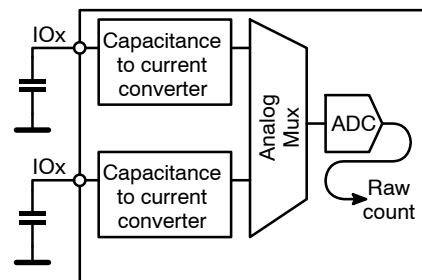 IOx
Capacitance
to current
converter
IOx
Capacitance
to current
converter
Analog
Mux
ADC
Raw
count